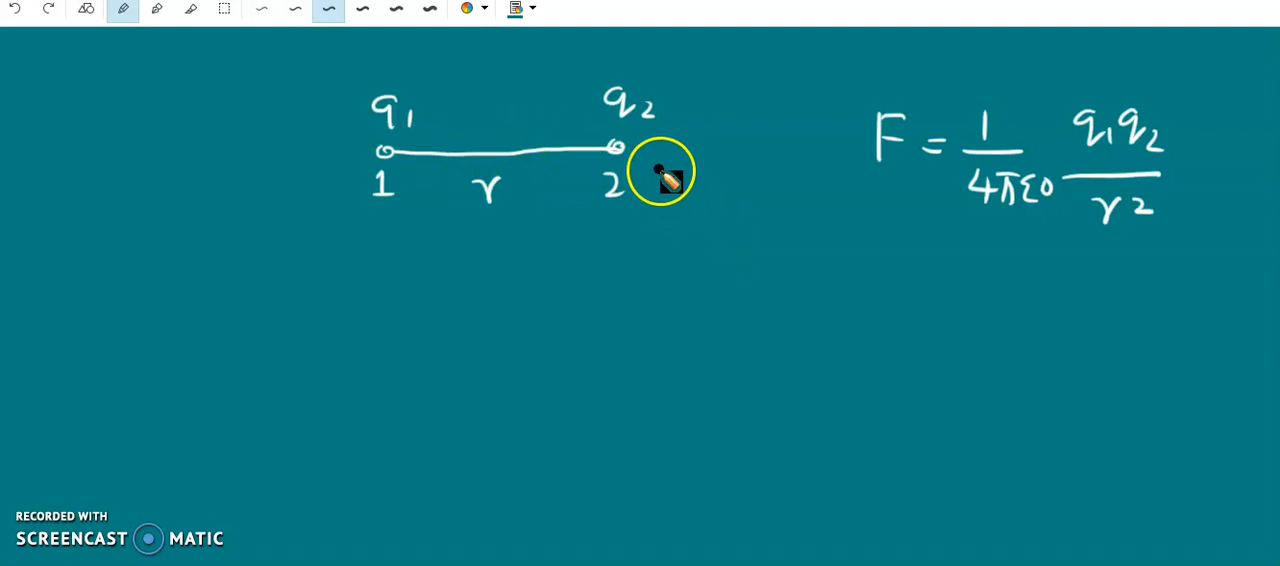 q1 q2
1 r 2
F = 1/4πε0 q1q2/r2
RECORDED WITH
SCREENCAST MATIC